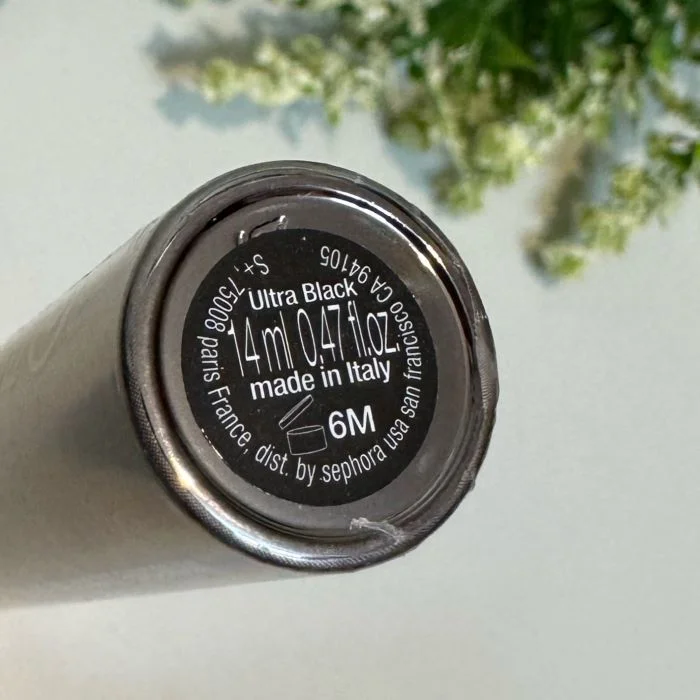 S+, 75008 paris France, dist. by sephora usa san francisco CA 94105
Ultra Black
14 ml 0.47 fl.oz.
made in Italy
6M